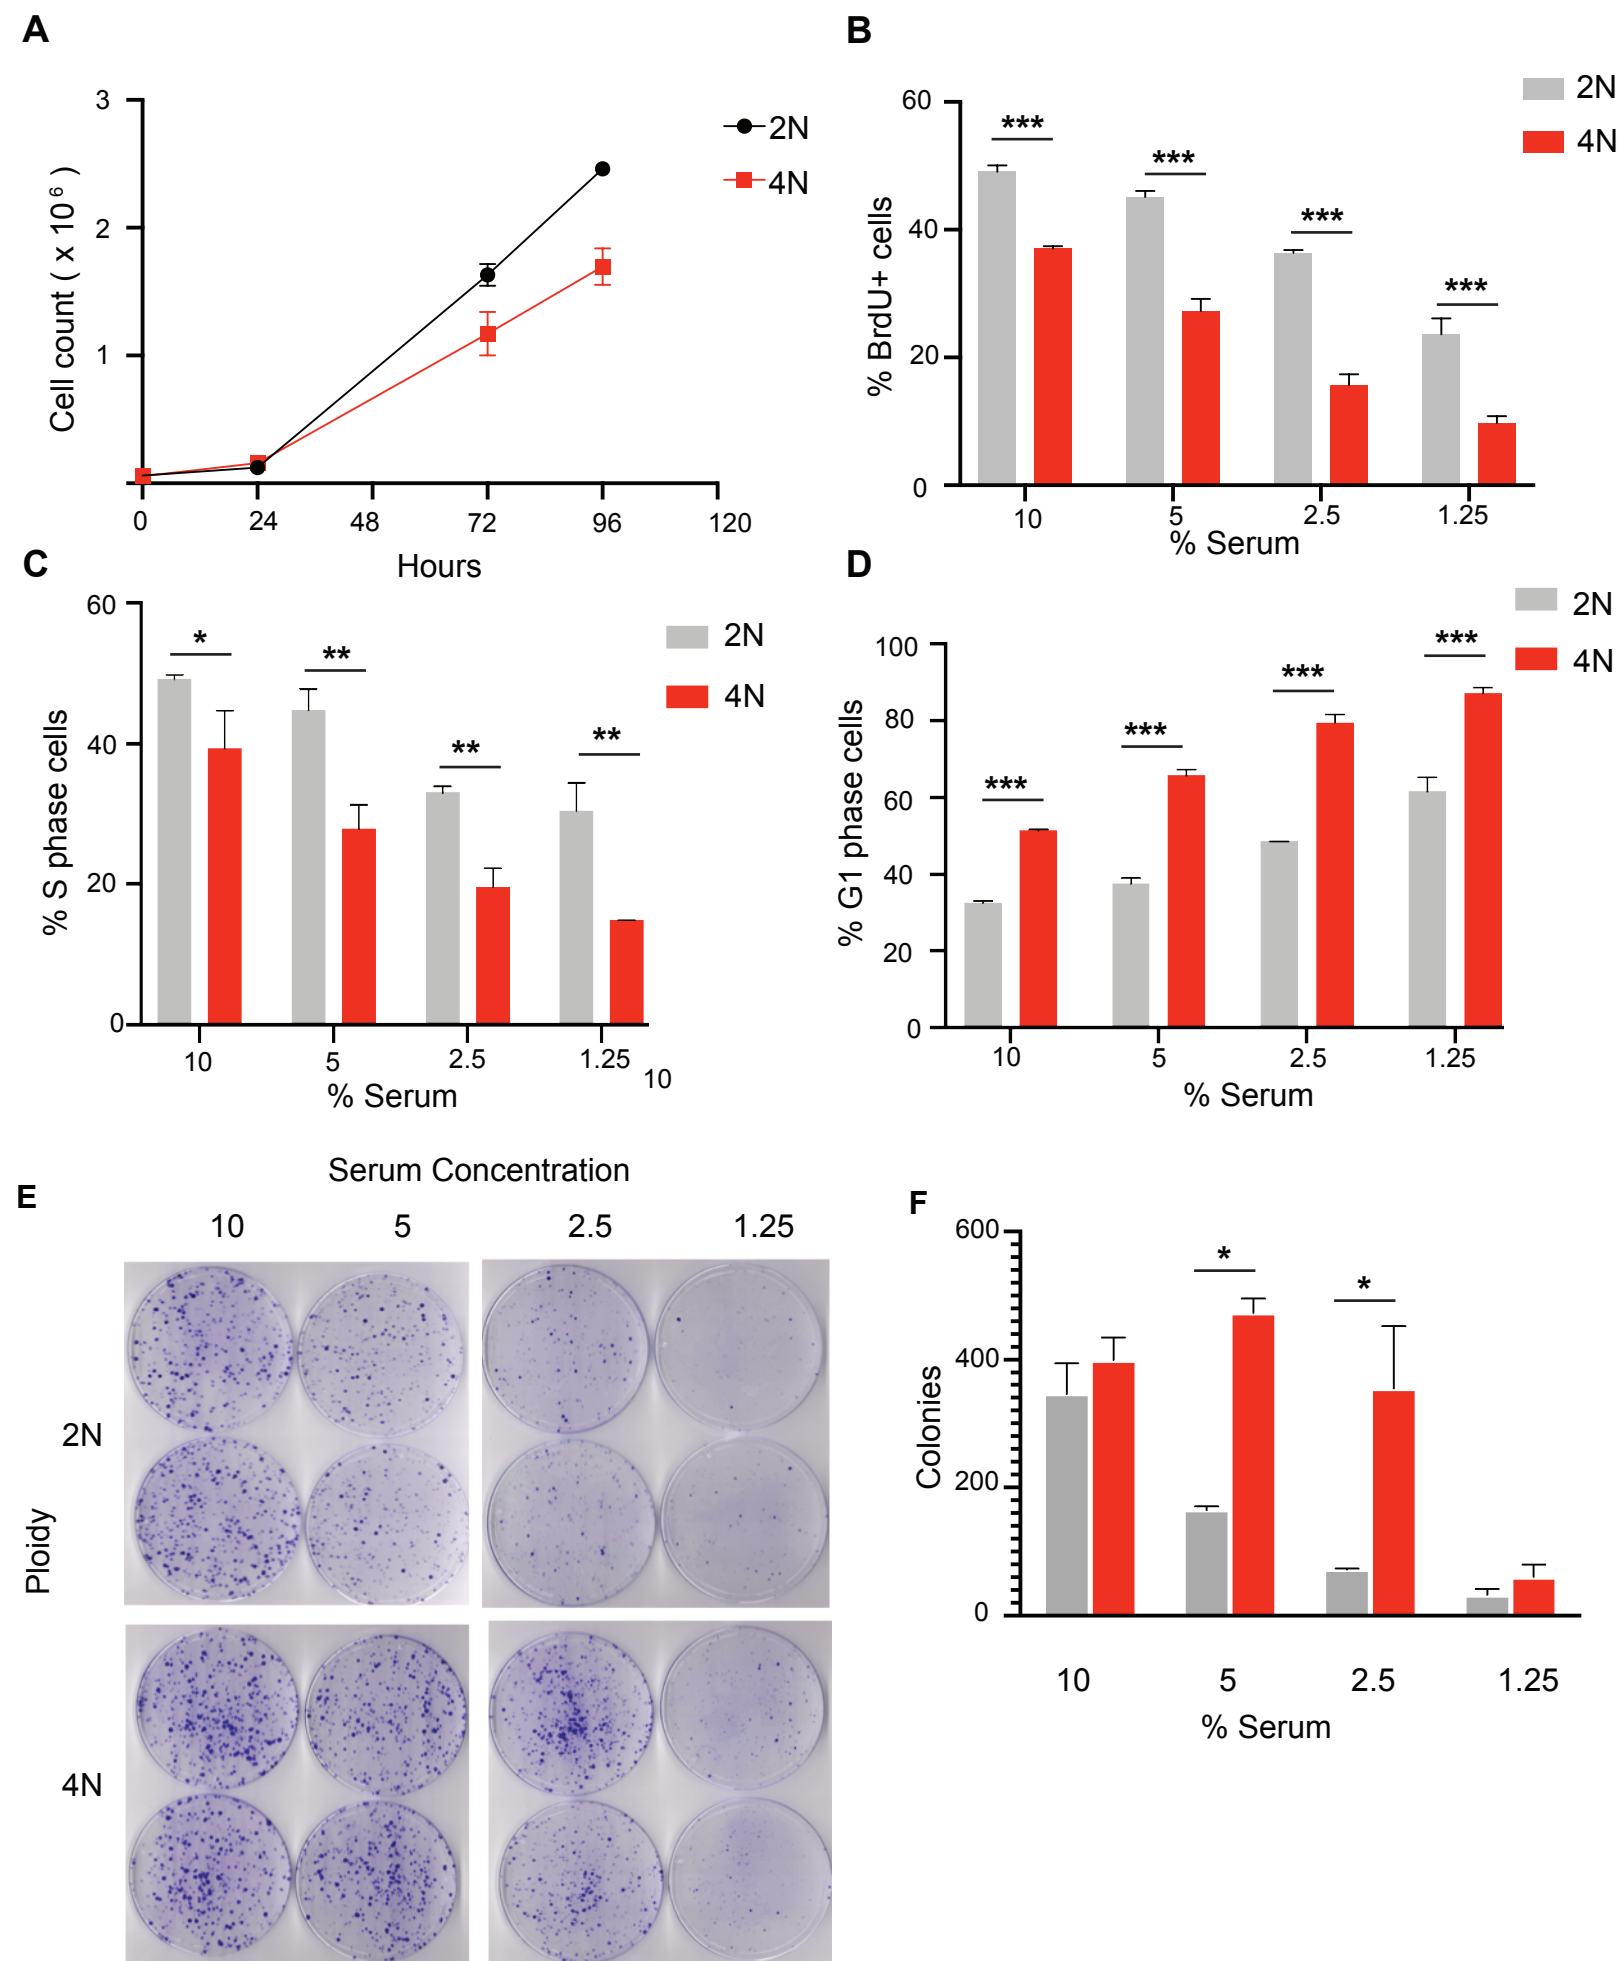 A
3
2
1
Cell count ( x 10 6 )
0 24 48 72 96 120
Hours
2N
4N
B
60
40
20
0
% BrdU+ cells
***
***
***
***
10 5 2.5 1.25
% Serum
2N
4N
C
60
40
20
0
% S phase cells
*
**
**
**
10 5 2.5 1.25
10
% Serum
2N
4N
D
100
80
60
40
20
0
% G1 phase cells
***
***
***
***
10 5 2.5 1.25
% Serum
2N
4N
E
Serum Concentration
10 5 2.5 1.25
2N
Ploidy
4N
F
600
400
200
0
Colonies
*
*
10 5 2.5 1.25
% Serum